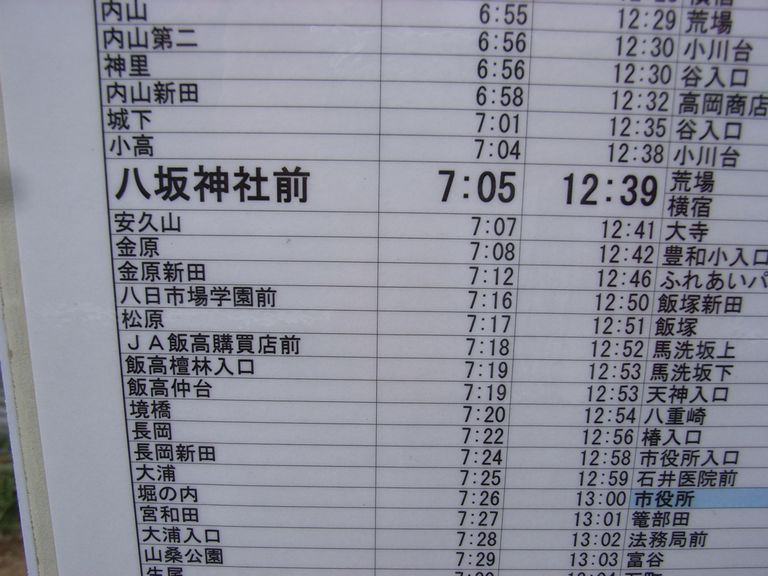 内山 6:55 12:29 荒場
内山第二 6:56 12:30 小川台
神里 6:56 12:30 谷入口
内山新田 6:58 12:32 高岡商店
城下 7:01 12:35 谷入口
小高 7:04 12:38 小川台
八坂神社前 7:05 12:39 荒場
横宿
安久山 7:07 12:41 大寺
金原 7:08 12:42 豊和小入口
金原新田 7:12 12:46 ふれあいパ
八日市場学園前 7:16 12:50 飯塚新田
松原 7:17 12:51 飯塚
JA飯高購買店前 7:18 12:52 馬洗坂上
飯高檀林入口 7:19 12:53 馬洗坂下
飯高仲台 7:19 12:53 天神入口
境橋 7:20 12:54 八重崎
長岡 7:22 12:56 椿入口
長岡新田 7:24 12:58 市役所入口
大浦 7:25 12:59 石井医院前
堀の内 7:26 13:00 市役所
宮和田 7:27 13:01 篭部田
大浦入口 7:28 13:02 法務局前
山桑公園 7:29 13:03 富谷